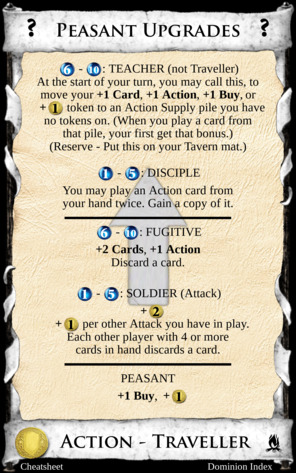 ? PEASANT UPGRADES ?
6 - 10: TEACHER (not Traveller)
At the start of your turn, you may call this, to
move your +1 Card, +1 Action, +1 Buy, or
+ 1 token to an Action Supply pile you have
no tokens on. (When you play a card from
that pile, your first get that bonus.)
(Reserve - Put this on your Tavern mat.)
1 - 5: DISCIPLE
You may play an Action card from
your hand twice. Gain a copy of it.
6 - 10: FUGITIVE
+2 Cards, +1 Action
Discard a card.
1 - 5: SOLDIER (Attack)
+ 2
+ 1 per other Attack you have in play.
Each other player with 4 or more
cards in hand discards a card.
PEASANT
+1 Buy, + 1
ACTION - TRAVELLER
Cheatsheet
Dominion Index